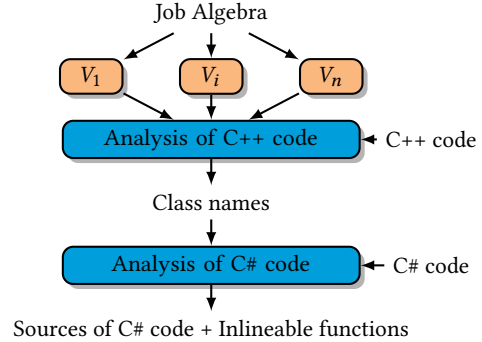 Job Algebra
V1 Vi Vn
Analysis of C++ code
C++ code
Class names
Analysis of C# code
C# code
Sources of C# code + Inlineable functions